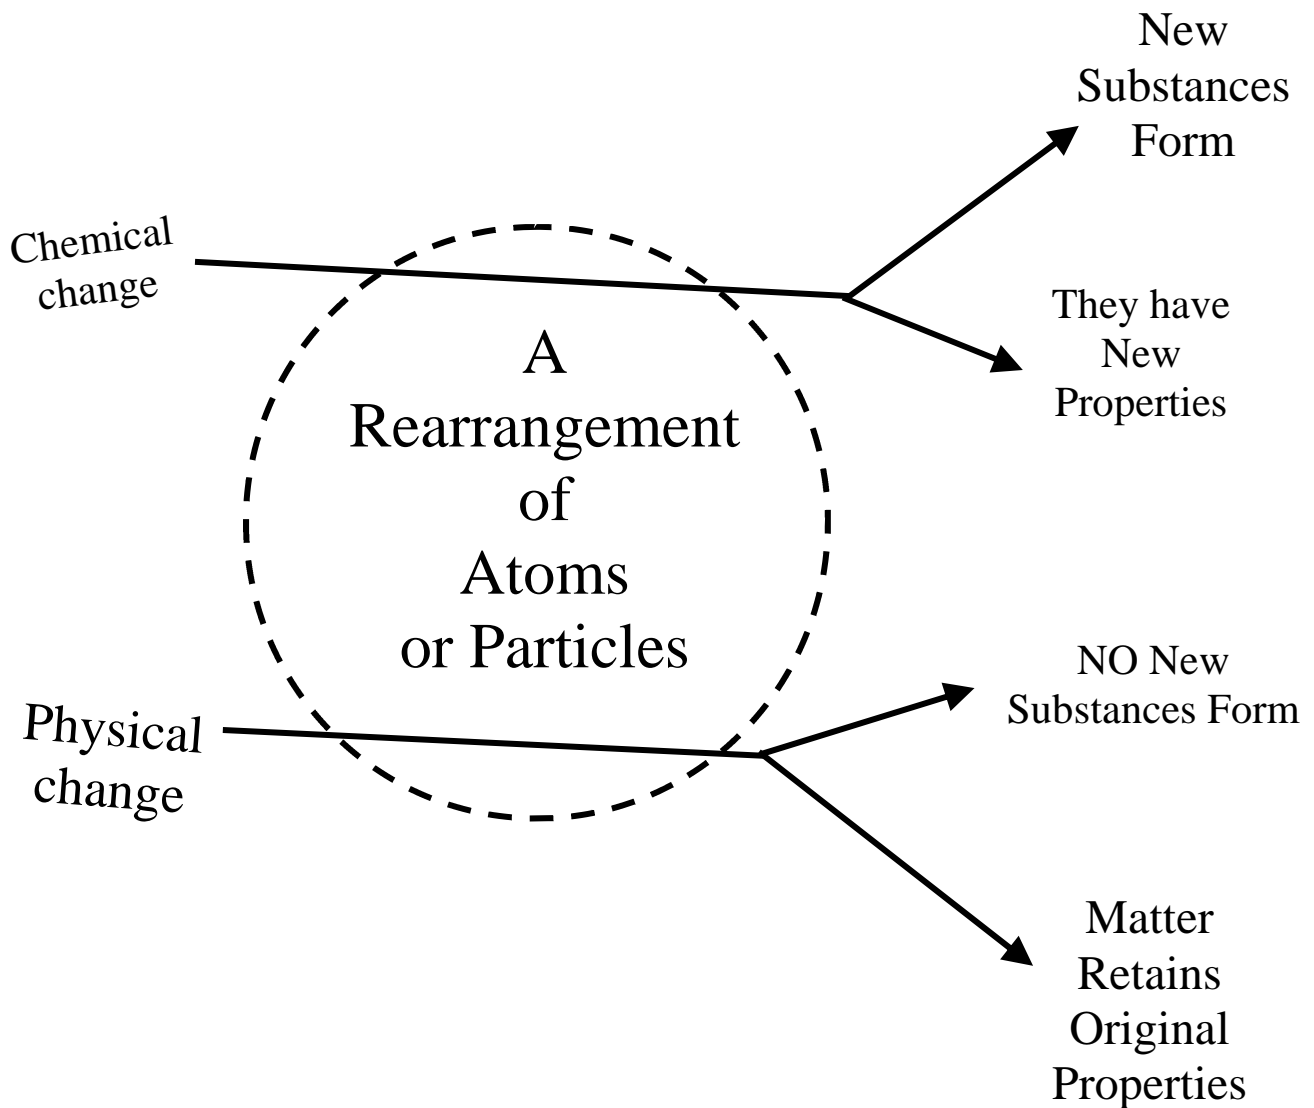 New
Substances
Form
Chemical
change
They have
New
Properties
A
Rearrangement
of
Atoms
or Particles
NO New
Substances Form
Physical
change
Matter
Retains
Original
Properties